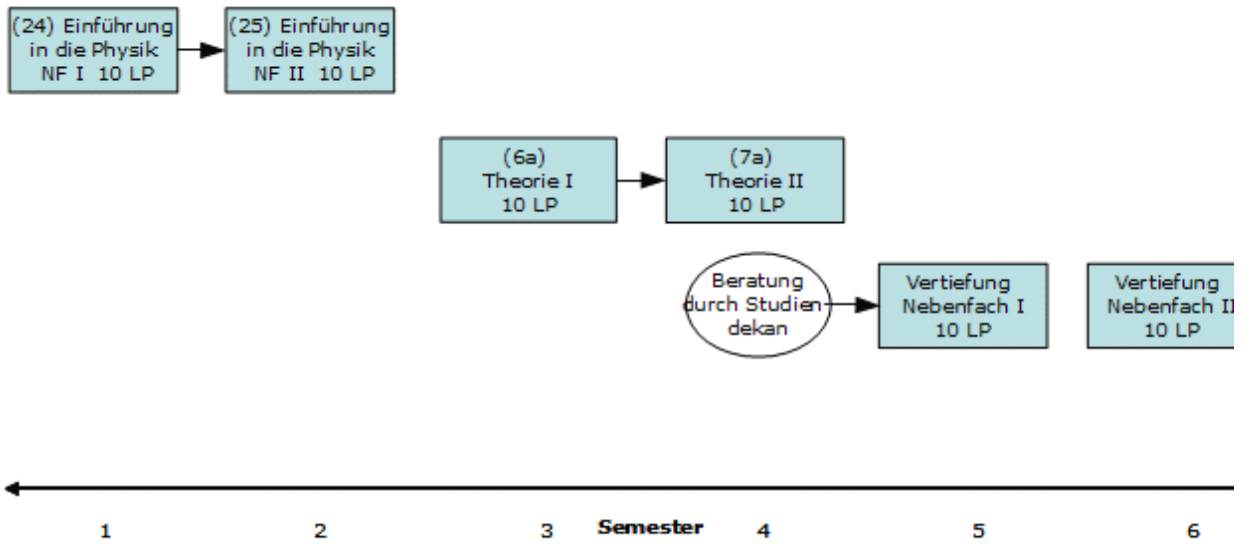 (24) Einführung
in die Physik
NF I 10 LP
(25) Einführung
in die Physik
NF II 10 LP
(6a)
Theorie I
10 LP
(7a)
Theorie II
10 LP
Beratung
durch Studien
dekan
Vertiefung
Nebenfach I
10 LP
Vertiefung
Nebenfach II
10 LP
1 2 3 Semester 4 5 6